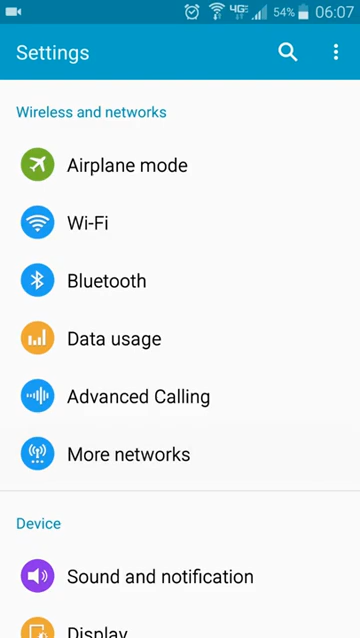 4G 54% 06:07
Settings
Wireless and networks
Airplane mode
Wi-Fi
Bluetooth
Data usage
Advanced Calling
More networks
Device
Sound and notification
Display